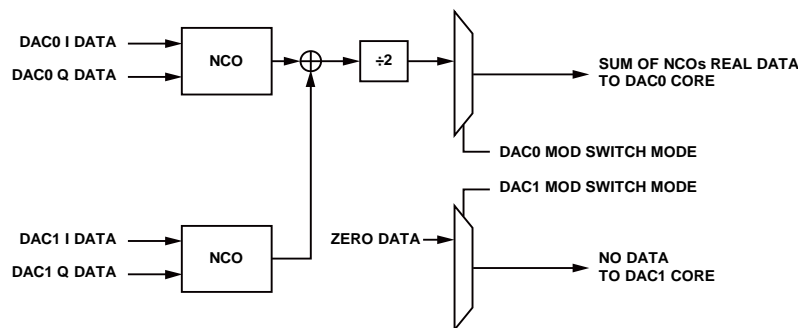 DAC0 I DATA
DAC0 Q DATA
NCO
÷2
SUM OF NCOs REAL DATA
TO DAC0 CORE
DAC0 MOD SWITCH MODE
DAC1 MOD SWITCH MODE
DAC1 I DATA
DAC1 Q DATA
NCO
ZERO DATA
NO DATA
TO DAC1 CORE